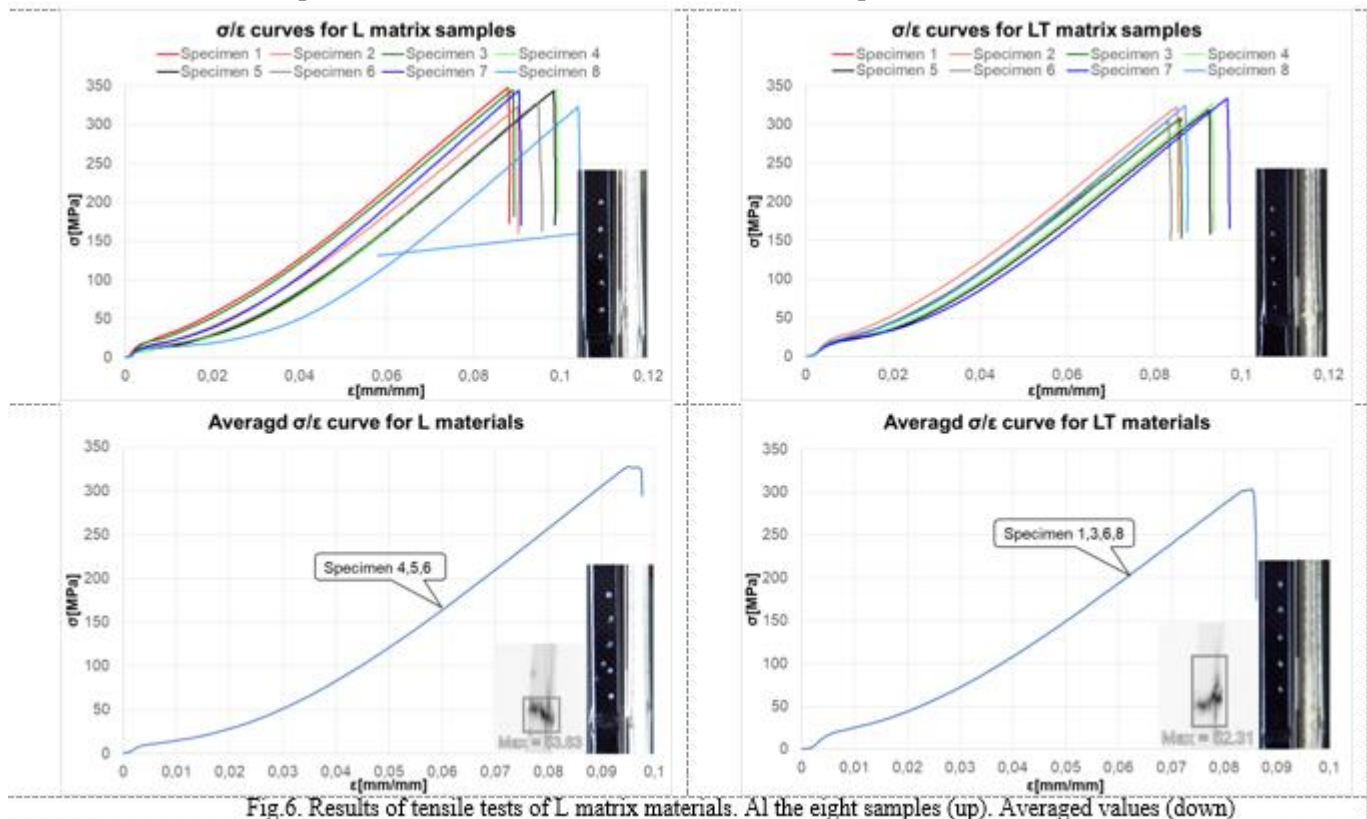 σ/ε curves for L matrix samples
Specimen 1 Specimen 2 Specimen 3 Specimen 4
Specimen 5 Specimen 6 Specimen 7 Specimen 8
350
300
250
200
150
100
50
0
σ[MPa]
0 0,02 0,04 0,06 0,08 0,1 0,12
ε[mm/mm]
σ/ε curves for LT matrix samples
Specimen 1 Specimen 2 Specimen 3 Specimen 4
Specimen 5 Specimen 6 Specimen 7 Specimen 8
350
300
250
200
150
100
50
0
σ[MPa]
0 0,02 0,04 0,06 0,08 0,1 0,12
ε[mm/mm]
Averagd σ/ε curve for L materials
350
300
250
200
150
100
50
0
σ[MPa]
Specimen 4,5,6
Max = 53.63
0 0,01 0,02 0,03 0,04 0,05 0,06 0,07 0,08 0,09 0,1
ε[mm/mm]
Averagd σ/ε curve for LT materials
350
300
250
200
150
100
50
0
σ[MPa]
Specimen 1,3,6,8
Max = 62.31
0 0,01 0,02 0,03 0,04 0,05 0,06 0,07 0,08 0,09 0,1
ε[mm/mm]
Fig.6. Results of tensile tests of L matrix materials. Al the eight samples (up). Averaged values (down)